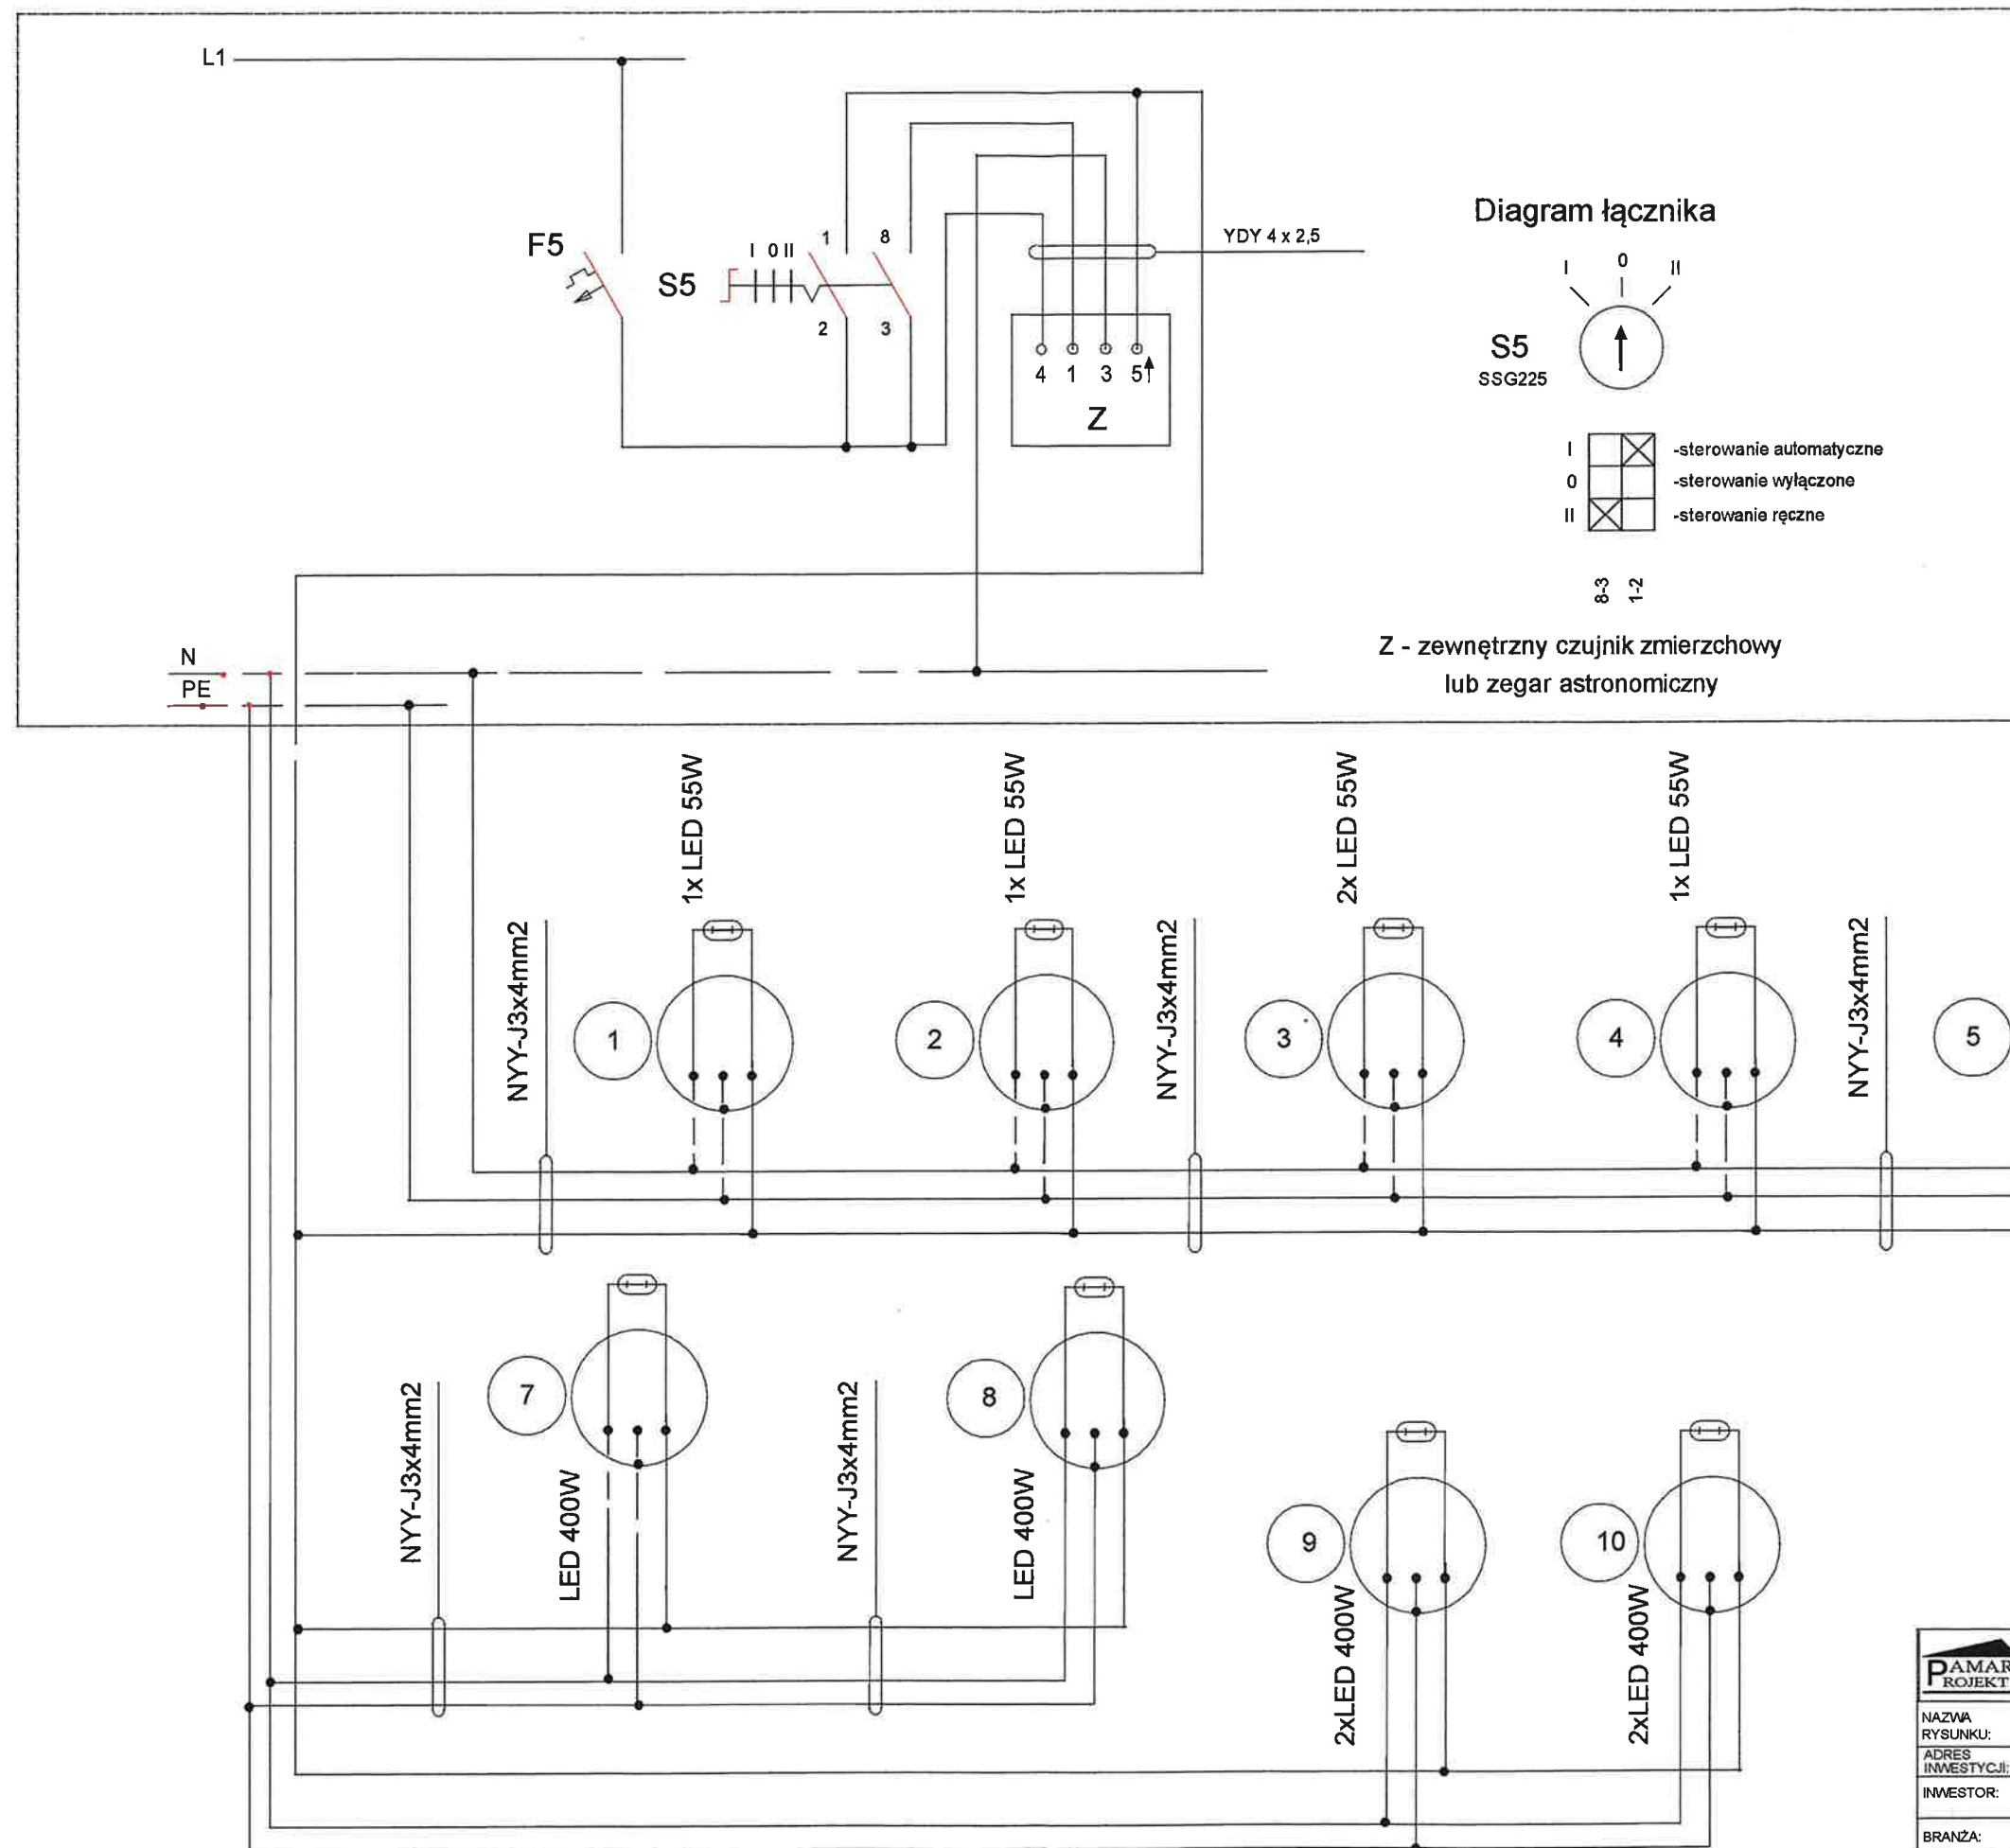 L1
F5
S5
I 0 II
1
8
2
3
YDY 4 x 2,5
4 1 3 5
Z
Diagram łącznika
I 0 II
S5
SSG225
I -sterowanie automatyczne
0 -sterowanie wyłączone
II -sterowanie ręczne
8-3
1-2
Z - zewnętrzny czujnik zmierzchowy
lub zegar astronomiczny
N
PE
1x LED 55W
1x LED 55W
2x LED 55W
1x LED 55W
NYY-J3x4mm2
1
2
NYY-J3x4mm2
3
4
NYY-J3x4mm2
5
NYY-J3x4mm2
7
LED 400W
NYY-J3x4mm2
8
LED 400W
9
2xLED 400W
10
2xLED 400W
PAMAR
PROJEKT
NAZWA
RYSUNKU:
ADRES
INWESTYCJI:
INWESTOR:
BRANŻA: